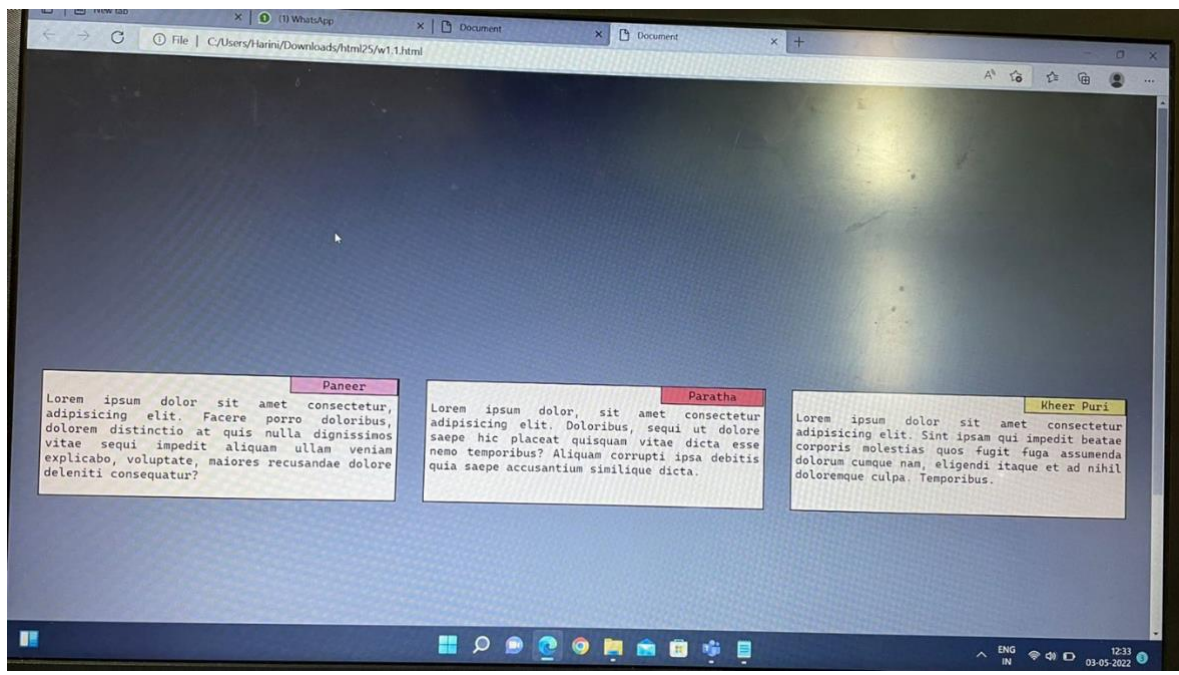 New tab
(1) WhatsApp
Document
Document
File | C:/Users/Harini/Downloads/html25/w1.1.html
Paneer
Lorem ipsum dolor sit amet consectetur,
adipisicing elit. Facere porro doloribus,
dolorem distinctio at quis nulla dignissimos
vitae sequi impedit aliquam ullam veniam
explicabo, voluptate, maiores recusandae dolore
deleniti consequatur?
Paratha
Lorem ipsum dolor, sit amet consectetur
adipisicing elit. Doloribus, sequi ut dolore
saepe hic placeat quisquam vitae dicta esse
nemo temporibus? Aliquam corrupti ipsa debitis
quia saepe accusantium similique dicta.
Kheer Puri
Lorem ipsum dolor sit amet consectetur
adipisicing elit. Sint ipsam qui impedit beatae
corporis molestias quos fugit fuga assumenda
dolorum cumque nam, eligendi itaque et ad nihil
doloremque culpa. Temporibus.
ENG
IN
12:33
03-05-2022
3